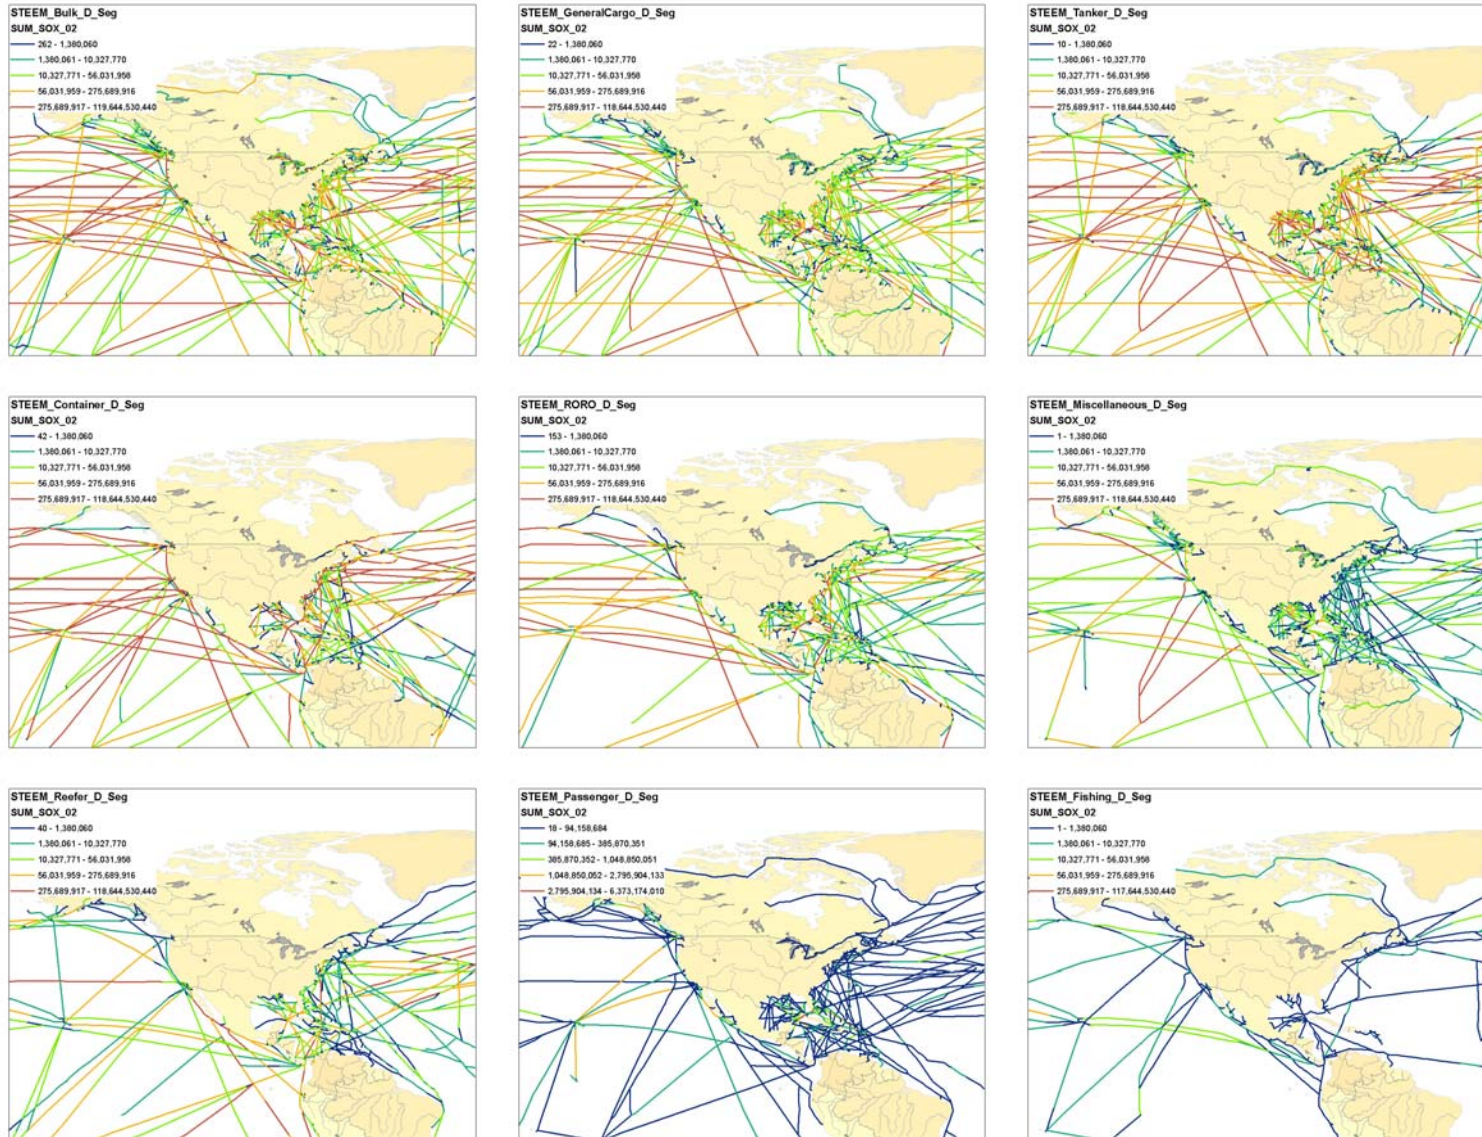 STEEM_Bulk_D_Seg
SUM_SOX_02
262 - 1,380,060
1,380,061 - 10,327,770
10,327,771 - 56,031,958
56,031,959 - 275,689,916
275,689,917 - 119,644,530,440
STEEM_GeneralCargo_D_Seg
SUM_SOX_02
22 - 1,380,060
1,380,061 - 10,327,770
10,327,771 - 56,031,958
56,031,959 - 275,689,916
275,689,917 - 118,644,530,440
STEEM_Tanker_D_Seg
SUM_SOX_02
10 - 1,380,060
1,380,061 - 10,327,770
10,327,771 - 56,031,958
56,031,959 - 275,689,916
275,689,917 - 118,644,530,440
STEEM_Container_D_Seg
SUM_SOX_02
42 - 1,380,060
1,380,061 - 10,327,770
10,327,771 - 56,031,958
56,031,959 - 275,689,916
275,689,917 - 118,644,530,440
STEEM_RORO_D_Seg
SUM_SOX_02
153 - 1,380,060
1,380,061 - 10,327,770
10,327,771 - 56,031,958
56,031,959 - 275,689,916
275,689,917 - 118,644,530,440
STEEM_Miscellaneous_D_Seg
SUM_SOX_02
1 - 1,380,060
1,380,061 - 10,327,770
10,327,771 - 56,031,958
56,031,959 - 275,689,916
275,689,917 - 118,644,530,440
STEEM_Reefer_D_Seg
SUM_SOX_02
40 - 1,380,060
1,380,061 - 10,327,770
10,327,771 - 56,031,958
56,031,959 - 275,689,916
275,689,917 - 118,644,530,440
STEEM_Passenger_D_Seg
SUM_SOX_02
18 - 94,158,684
94,158,685 - 385,870,351
385,870,352 - 1,048,850,051
1,048,850,052 - 2,795,904,133
2,795,904,134 - 6,373,174,010
STEEM_Fishing_D_Seg
SUM_SOX_02
1 - 1,380,060
1,380,061 - 10,327,770
10,327,771 - 56,031,958
56,031,959 - 275,689,916
275,689,917 - 117,644,530,440